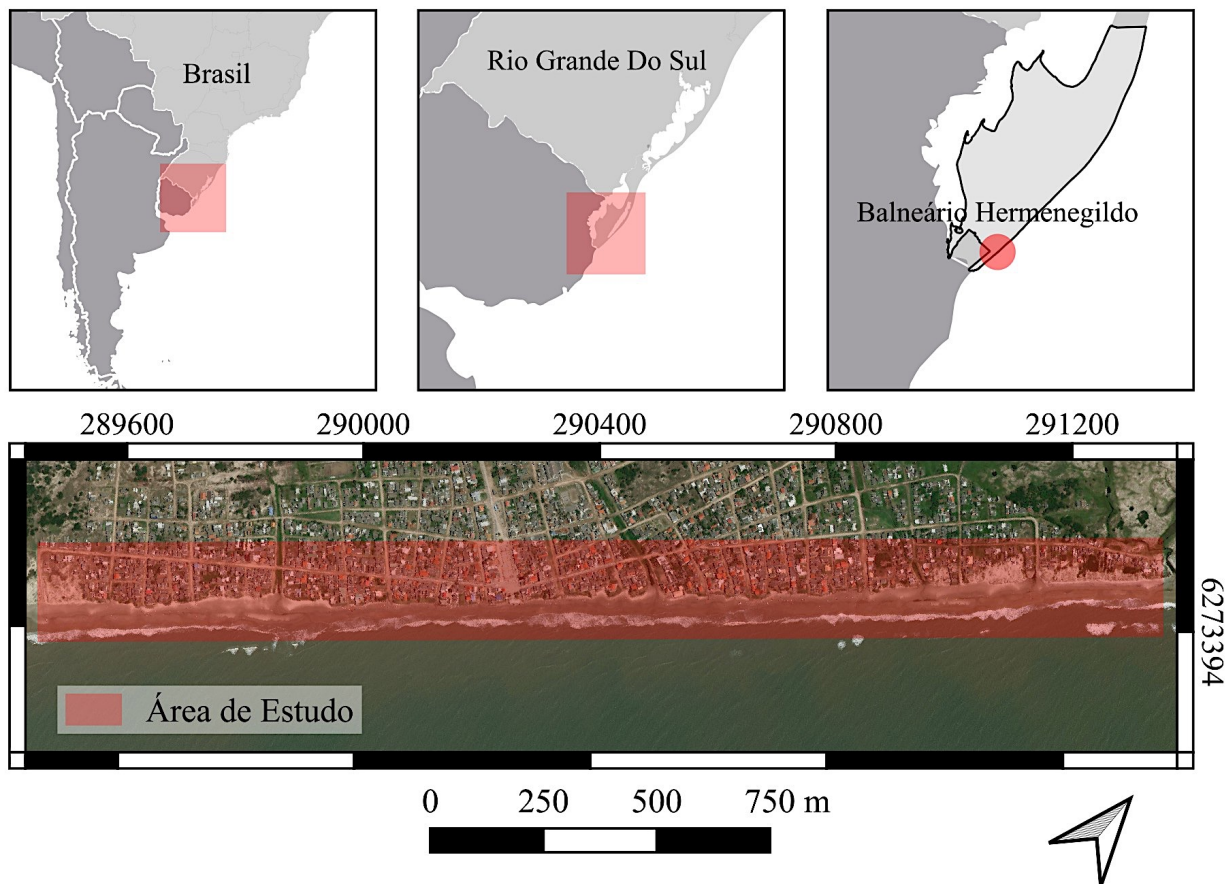 Brasil
Rio Grande Do Sul
Balneário Hermenegildo
289600 290000 290400 290800 291200
6273394
Área de Estudo
0 250 500 750 m